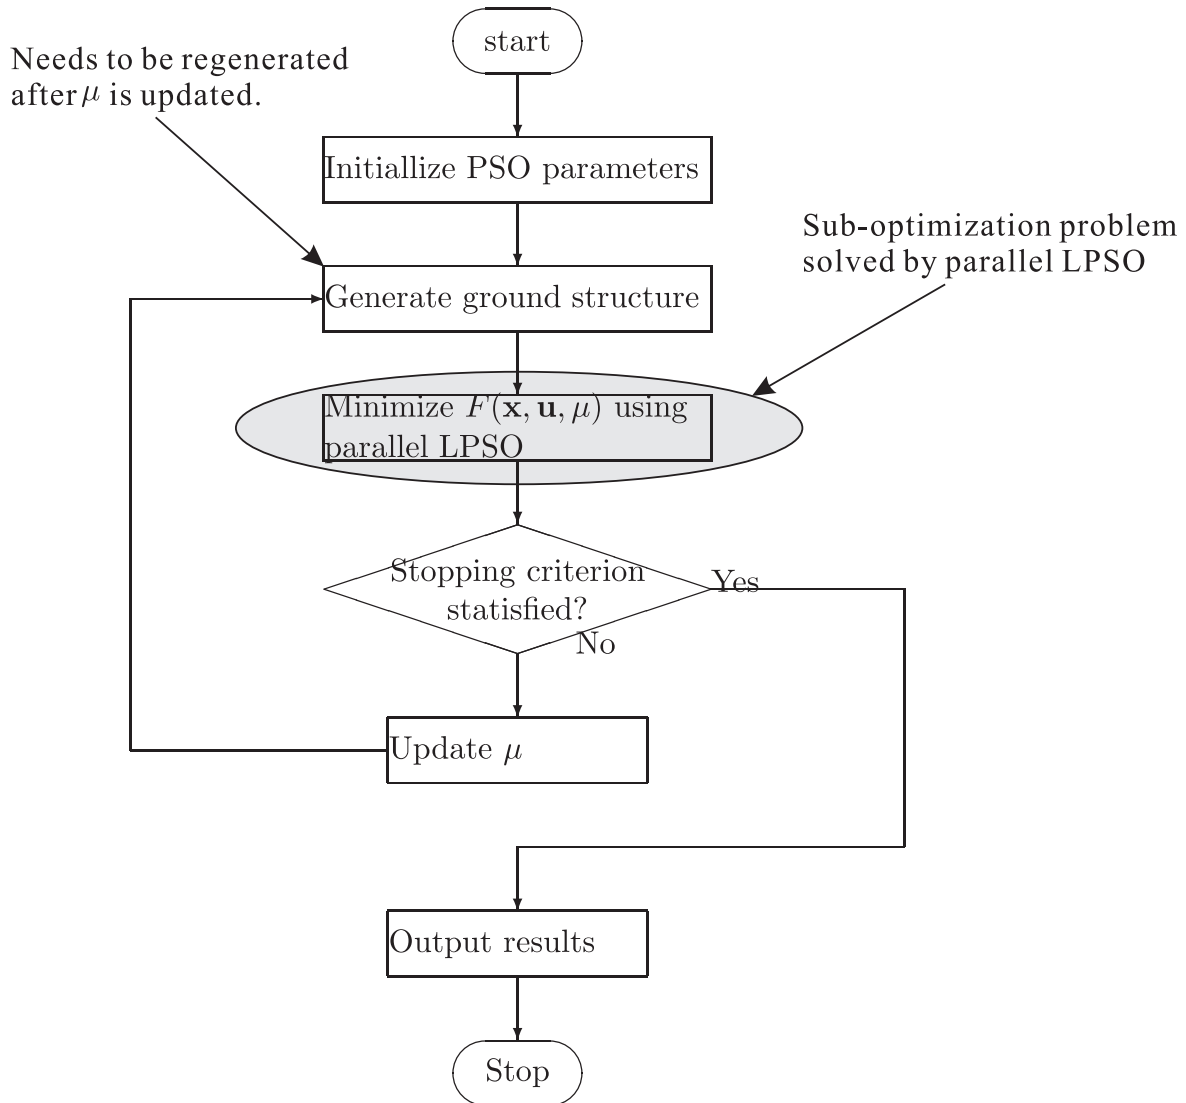 start
Needs to be regenerated
after μ is updated.
Initiallize PSO parameters
Sub-optimization problem
solved by parallel LPSO
Generate ground structure
Minimize F(x, u, μ) using
parallel LPSO
Stopping criterion
statisfied?
Yes
No
Update μ
Output results
Stop